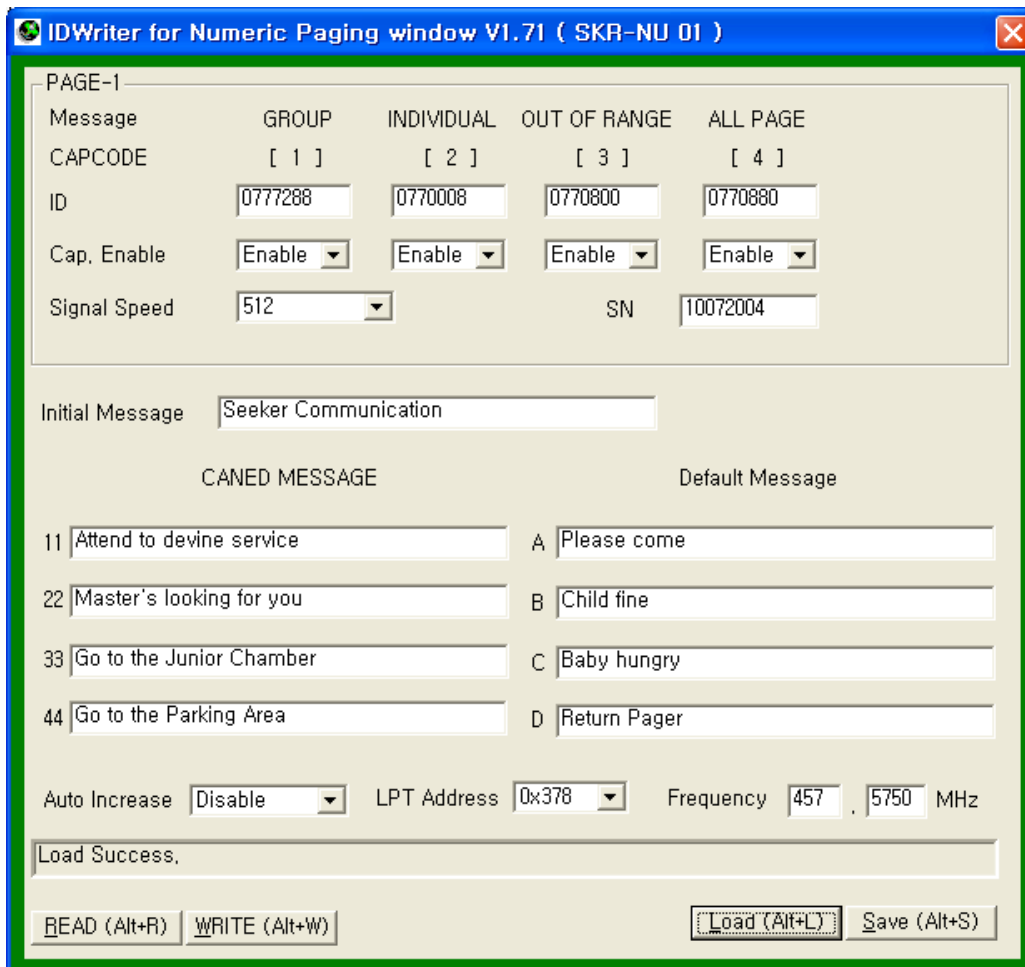 IDWriter for Numeric Paging window V1.71 ( SKR-NU 01 )
PAGE-1
Message GROUP INDIVIDUAL OUT OF RANGE ALL PAGE
CAPCODE [ 1 ] [ 2 ] [ 3 ] [ 4 ]
ID 0777288 0770008 0770800 0770880
Cap. Enable Enable Enable Enable Enable
Signal Speed 512 SN 10072004
Initial Message Seeker Communication
CANED MESSAGE Default Message
11 Attend to devine service A Please come
22 Master's looking for you B Child fine
33 Go to the Junior Chamber C Baby hungry
44 Go to the Parking Area D Return Pager
Auto Increase Disable LPT Address 0x378 Frequency 457 . 5750 MHz
Load Success.
READ (Alt+R) WRITE (Alt+W) Load (Alt+L) Save (Alt+S)